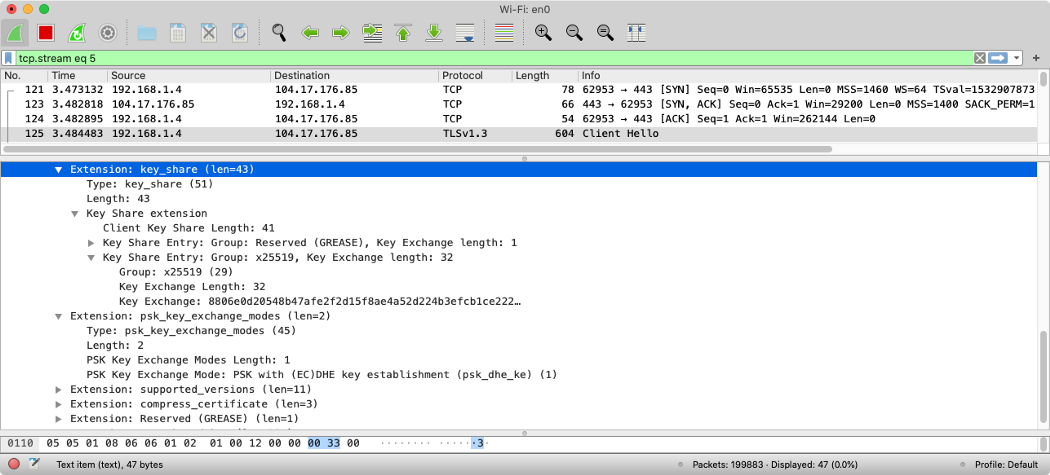 Wi-Fi: en0
tcp.stream eq 5
No. Time Source Destination Protocol Length Info
121 3.473132 192.168.1.4 104.17.176.85 TCP 78 62953 → 443 [SYN] Seq=0 Win=65535 Len=0 MSS=1460 WS=64 TSval=1532907873
123 3.482818 104.17.176.85 192.168.1.4 TCP 66 443 → 62953 [SYN, ACK] Seq=0 Ack=1 Win=29200 Len=0 MSS=1400 SACK_PERM=1
124 3.482895 192.168.1.4 104.17.176.85 TCP 54 62953 → 443 [ACK] Seq=1 Ack=1 Win=262144 Len=0
125 3.484483 192.168.1.4 104.17.176.85 TLSv1.3 604 Client Hello
Extension: key_share (len=43)
Type: key_share (51)
Length: 43
Key Share extension
Client Key Share Length: 41
Key Share Entry: Group: Reserved (GREASE), Key Exchange length: 1
Key Share Entry: Group: x25519, Key Exchange length: 32
Group: x25519 (29)
Key Exchange Length: 32
Key Exchange: 8806e0d20548b47afe2f2d15f8ae4a52d224b3efcb1ce222…
Extension: psk_key_exchange_modes (len=2)
Type: psk_key_exchange_modes (45)
Length: 2
PSK Key Exchange Modes Length: 1
PSK Key Exchange Mode: PSK with (EC)DHE key establishment (psk_dhe_ke) (1)
Extension: supported_versions (len=11)
Extension: compress_certificate (len=3)
Extension: Reserved (GREASE) (len=1)
0110 05 05 01 08 06 06 01 02 01 00 12 00 00 00 33 00 ········ ·····3·
Text item (text), 47 bytes Packets: 199883 · Displayed: 47 (0.0%) Profile: Default